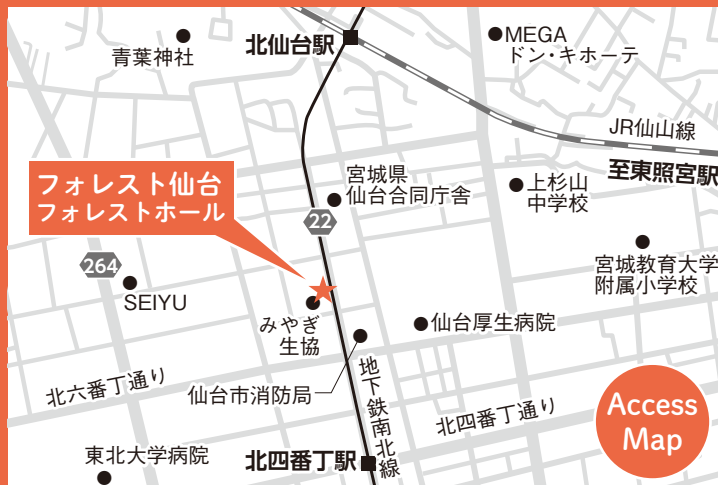 青葉神社
北仙台駅
MEGA
ドン・キホーテ
JR仙山線
至東照宮駅
フォレスト仙台
フォレストホール
宮城県
仙台合同庁舎
上杉山
中学校
22
264
SEIYU
宮城教育大学
附属小学校
みやぎ
生協
仙台厚生病院
北六番丁通り
仙台市消防局
地下鉄南北線
北四番丁通り
Access
Map
東北大学病院
北四番丁駅